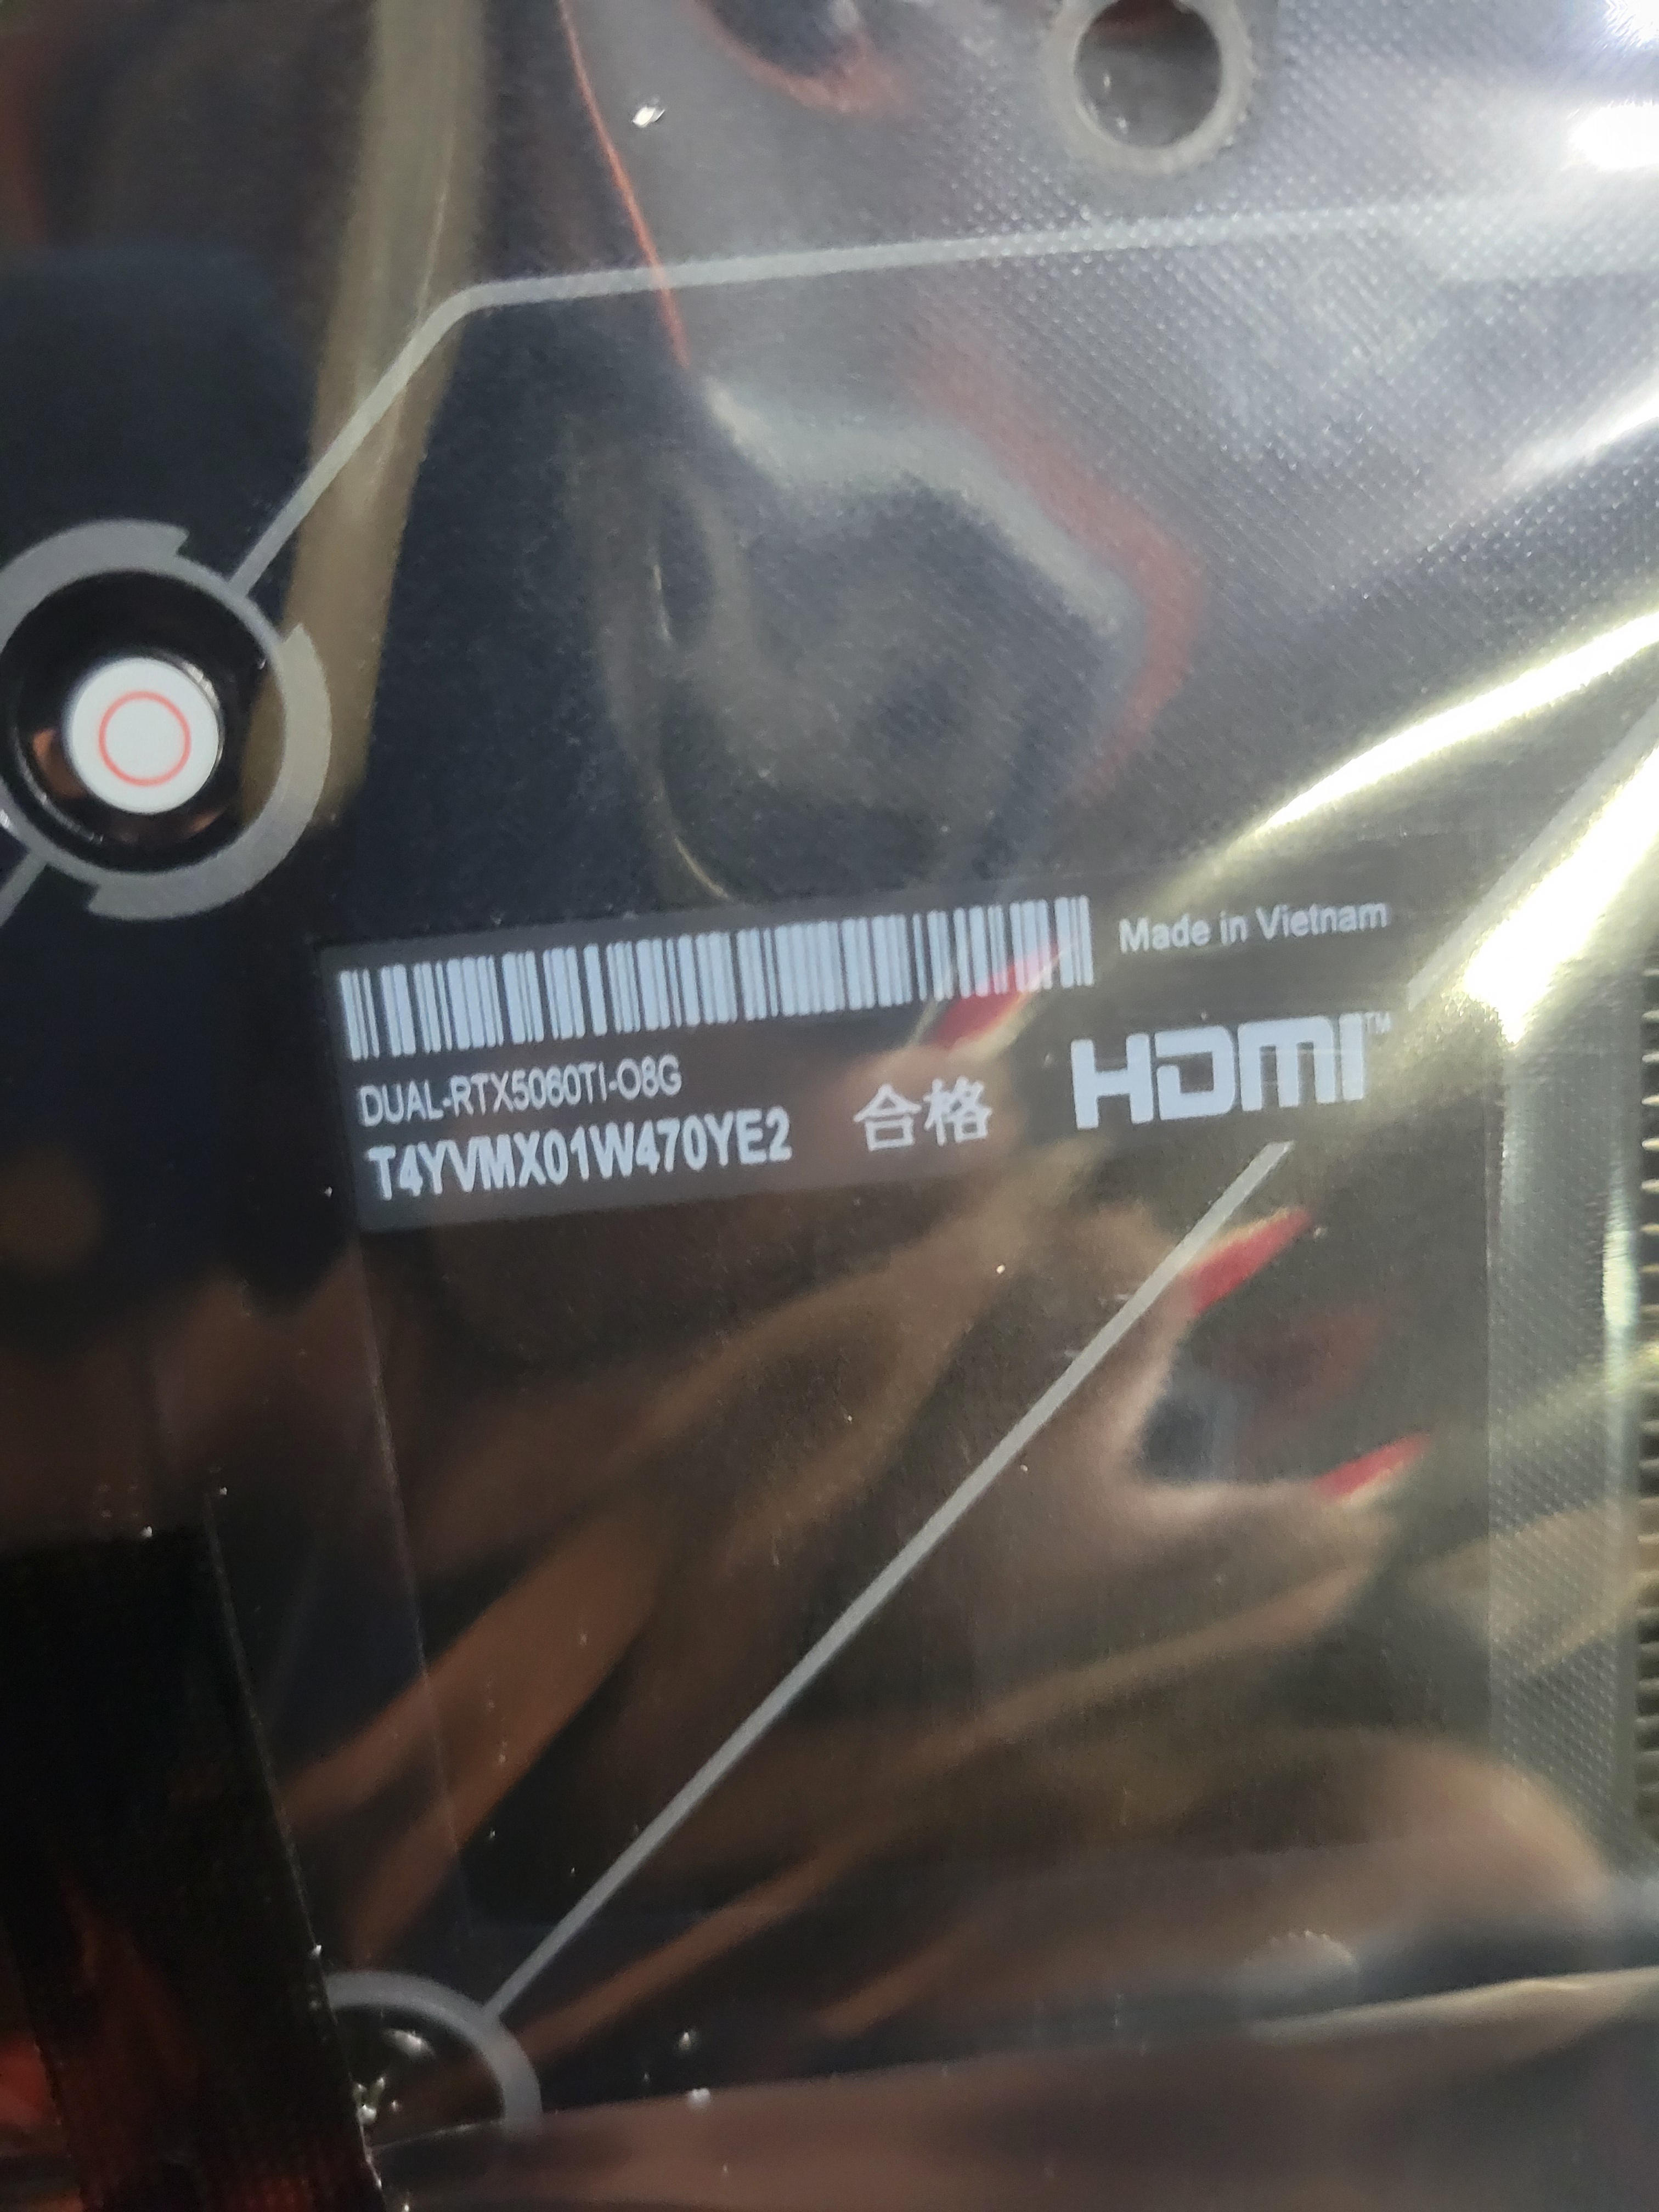 Made in Vietnam
DUAL-RTX5060TI-O8G
T4YVMX01W470YE2
合格
HDMI™